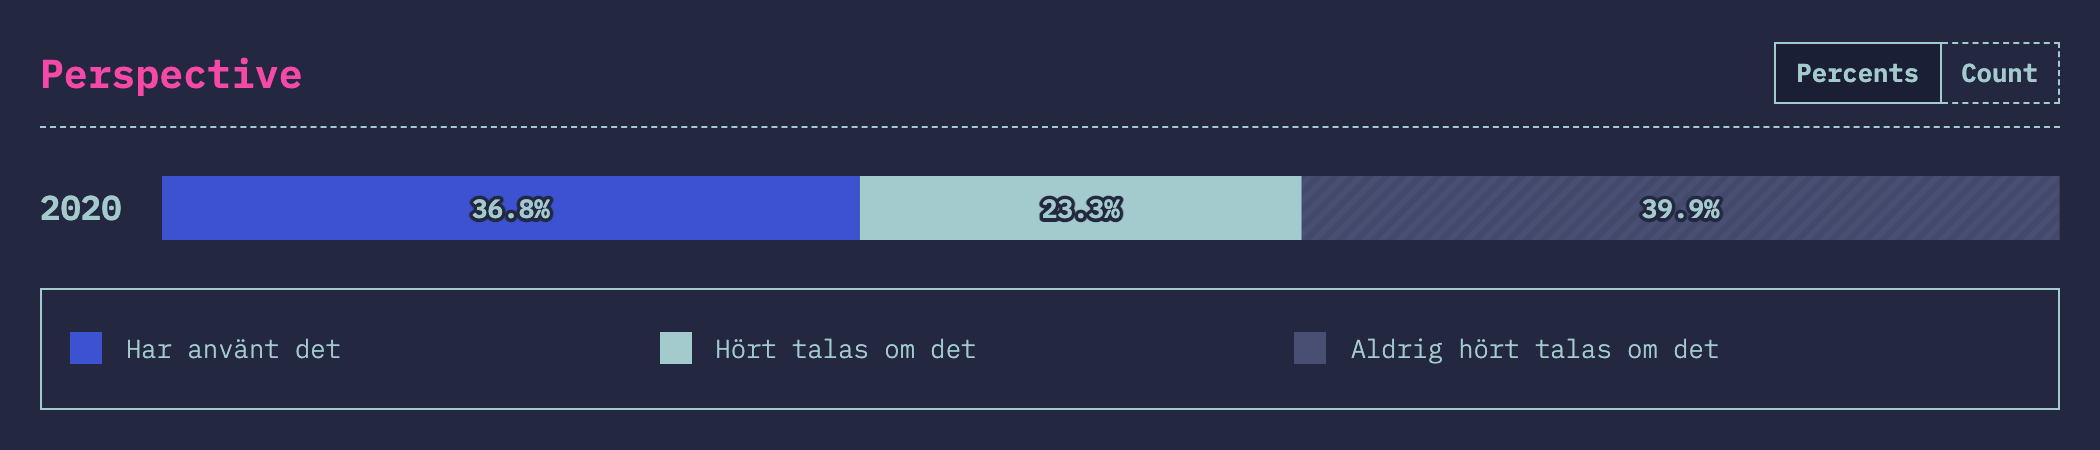 Perspective
Percents Count
2020 36.8% 23.3% 39.9%
Har använt det Hört talas om det Aldrig hört talas om det